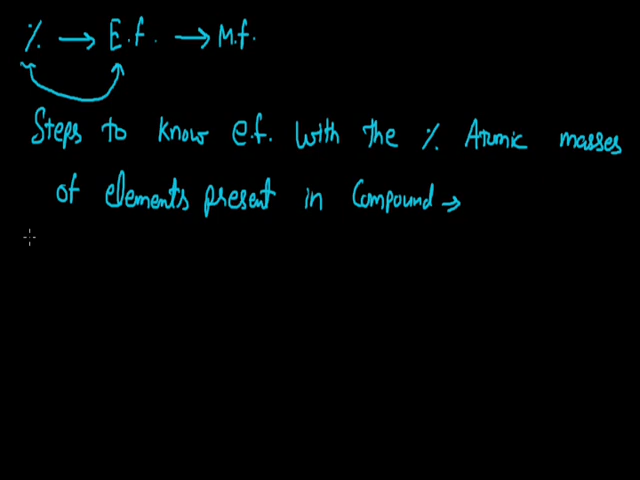 % → E.f. → M.f.
Steps to know e.f. with the % Atomic masses
of elements present in Compound →